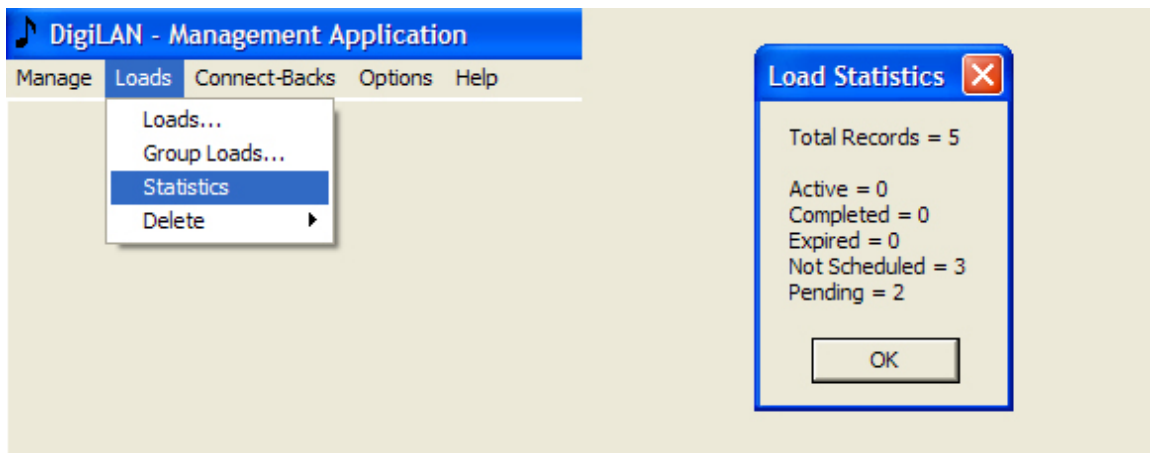 DigiLAN - Management Application
Manage Loads Connect-Backs Options Help
Loads...
Group Loads...
Statistics
Delete
Load Statistics
Total Records = 5
Active = 0
Completed = 0
Expired = 0
Not Scheduled = 3
Pending = 2
OK